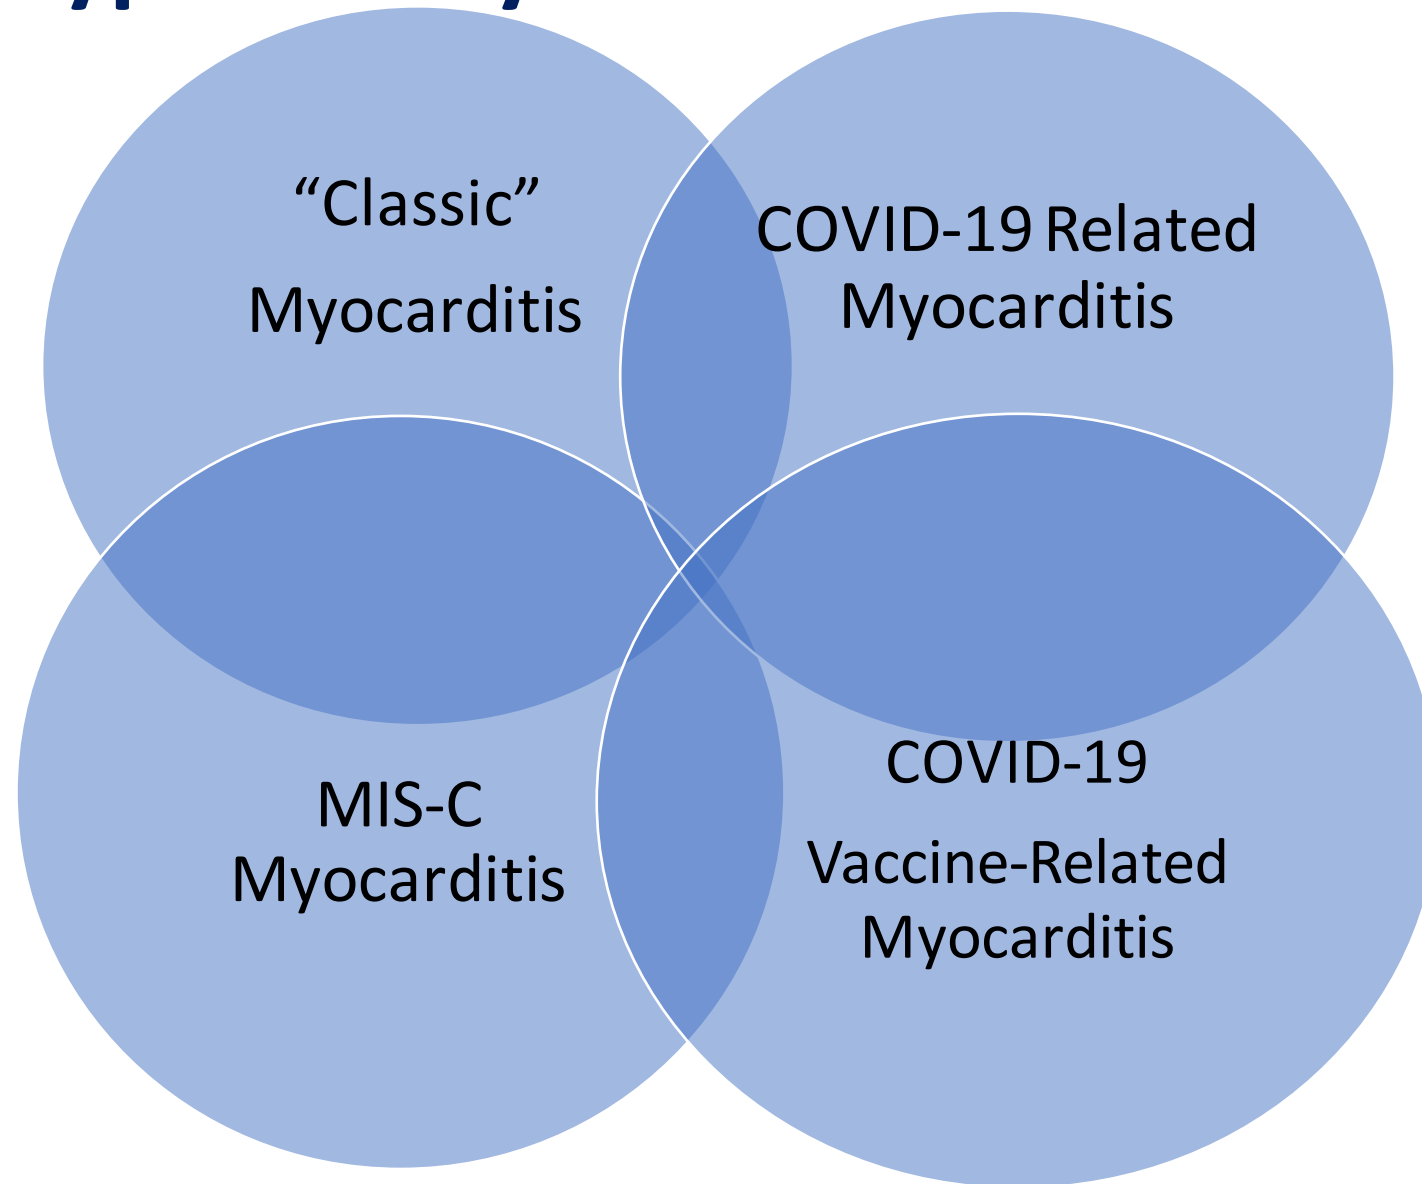 “Classic”
Myocarditis
COVID-19 Related
Myocarditis
MIS-C
Myocarditis
COVID-19
Vaccine-Related
Myocarditis